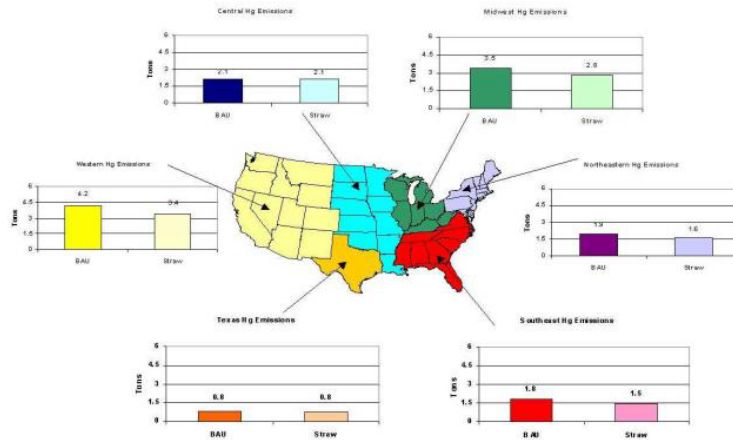 Central Hg Emissions
Tons
6
4.5
3
1.5
0
2.1
2.1
BAU
Straw
Midwest Hg Emissions
Tons
6
4.5
3
1.5
0
3.5
2.8
BAU
Straw
Western Hg Emissions
Tons
6
4.5
3
1.5
0
4.2
3.4
BAU
Straw
Northeastern Hg Emissions
Tons
6
4.5
3
1.5
0
1.6
BAU
Straw
Texas Hg Emissions
Tons
6
4.5
3
1.5
0
0.8
0.8
BAU
Straw
Southeast Hg Emissions
Tons
6
4.5
3
1.5
0
1.8
1.5
BAU
Straw